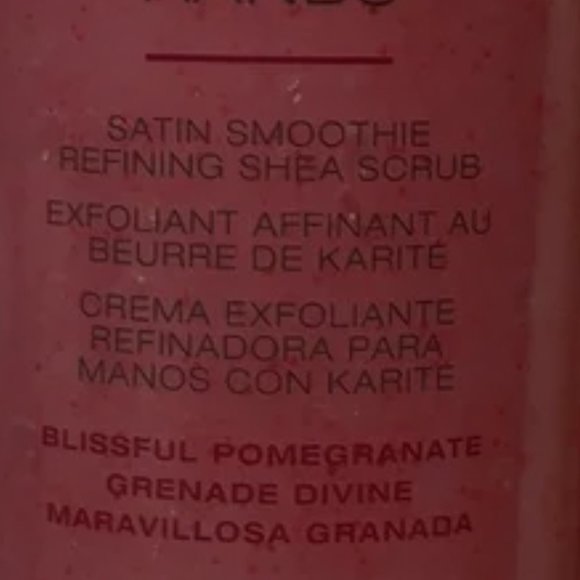 SATIN SMOOTHIE
REFINING SHEA SCRUB
EXFOLIANT AFFINANT AU
BEURRE DE KARITÉ
CREMA EXFOLIANTE
REFINADORA PARA
MANOS CON KARITÉ
BLISSFUL POMEGRANATE
GRENADE DIVINE
MARAVILLOSA GRANADA